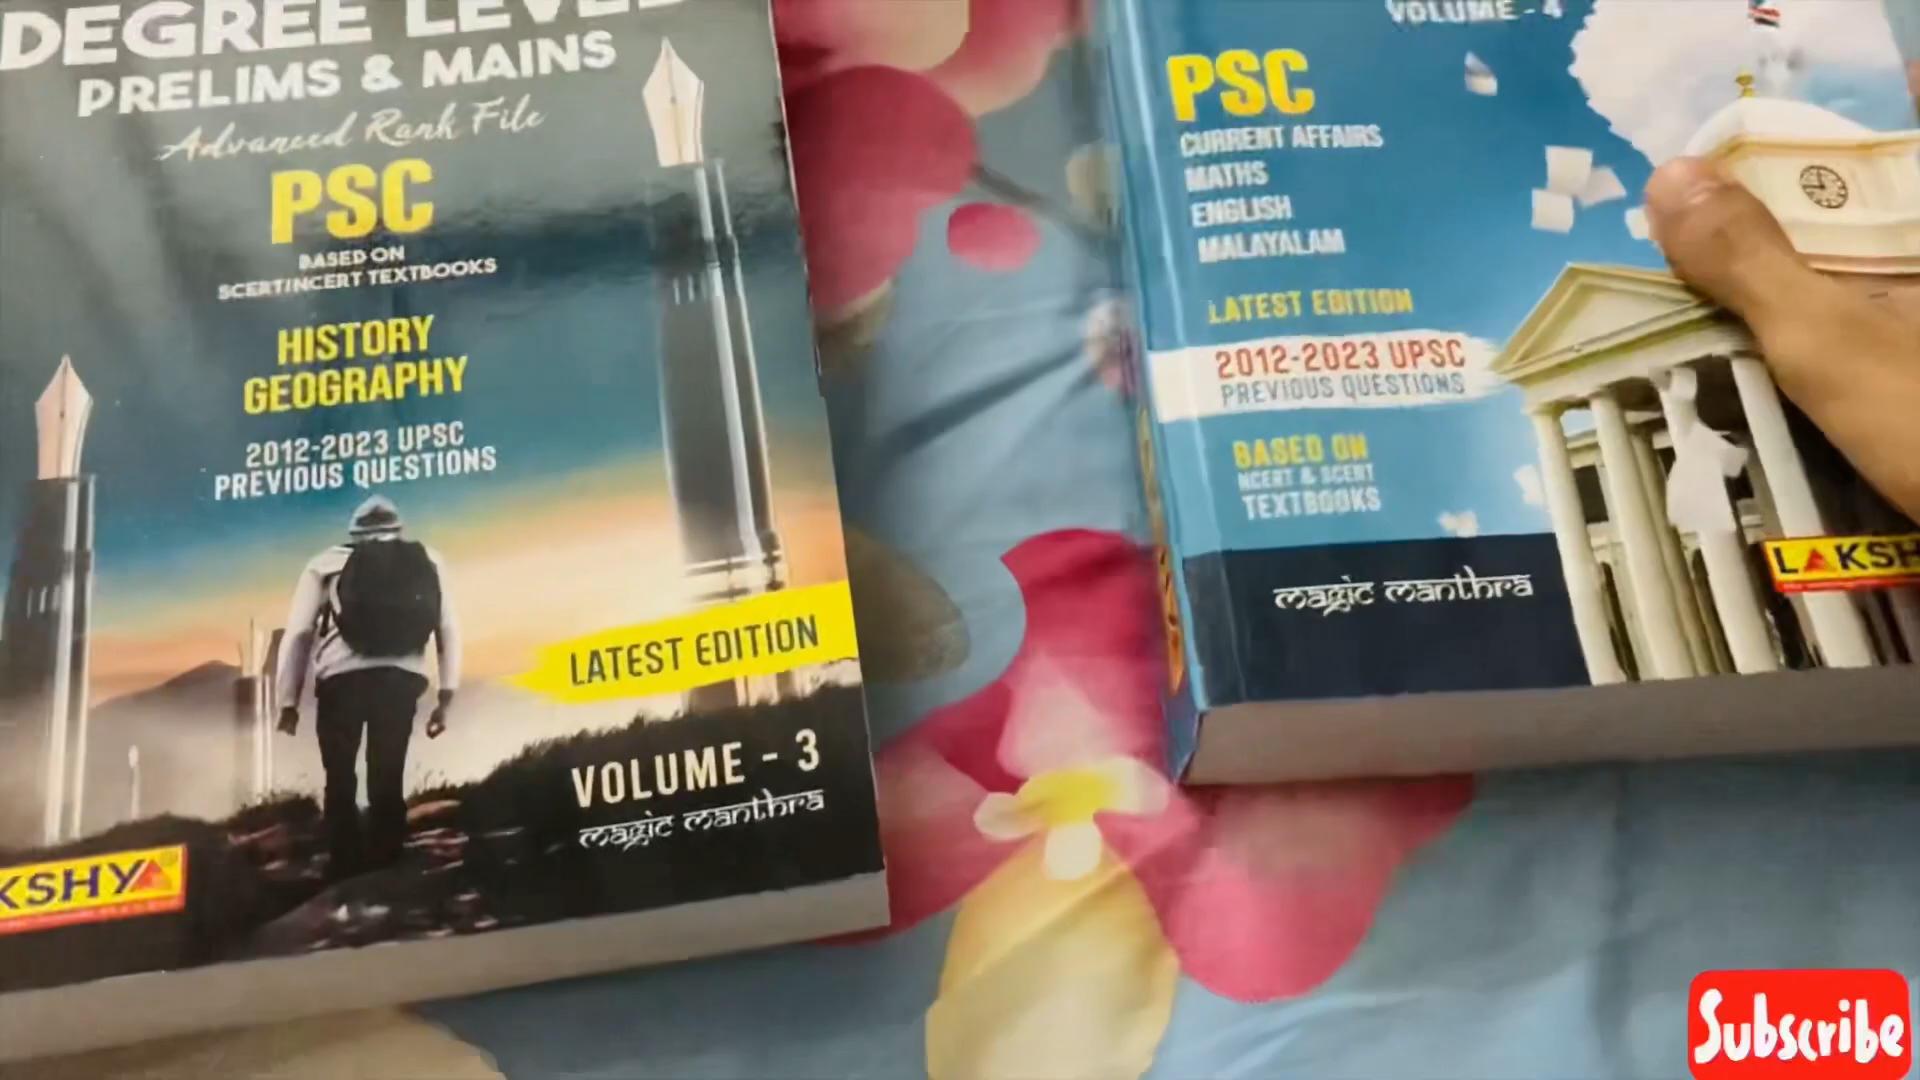 DEGREE LEVEL
PRELIMS & MAINS
Advanced Rank File
PSC
BASED ON
SCERT|NCERT TEXTBOOKS
HISTORY
GEOGRAPHY
2012-2023 UPSC
PREVIOUS QUESTIONS
LATEST EDITION
VOLUME - 3
magic manthra
KSHYA
VOLUME - 4
PSC
CURRENT AFFAIRS
MATHS
ENGLISH
MALAYALAM
LATEST EDITION
2012-2023 UPSC
PREVIOUS QUESTIONS
BASED ON
NCERT & SCERT
TEXTBOOKS
magic manthra
LAKSH
Subscribe